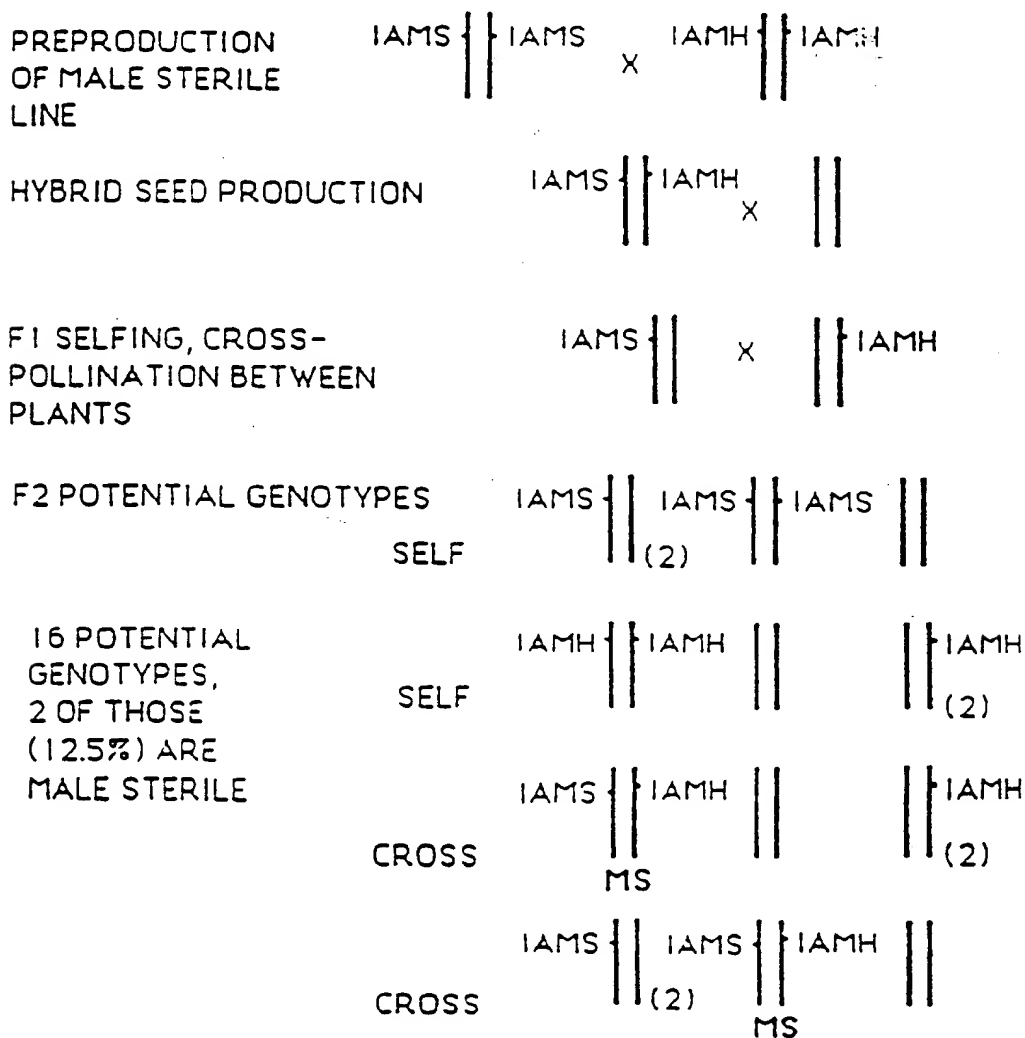 PREPRODUCTION
OF MALE STERILE
LINE
IAMS IAMS X IAMH IAMH
HYBRID SEED PRODUCTION
IAMS IAMH X
F1 SELFING, CROSS-
POLLINATION BETWEEN
PLANTS
IAMS X IAMH
F2 POTENTIAL GENOTYPES
SELF
IAMS (2) IAMS IAMS
16 POTENTIAL
GENOTYPES,
2 OF THOSE
(12.5%) ARE
MALE STERILE
SELF
IAMH IAMH IAMH
(2)
CROSS
IAMS IAMH IAMH
MS (2)
CROSS
IAMS (2) IAMS IAMH
MS